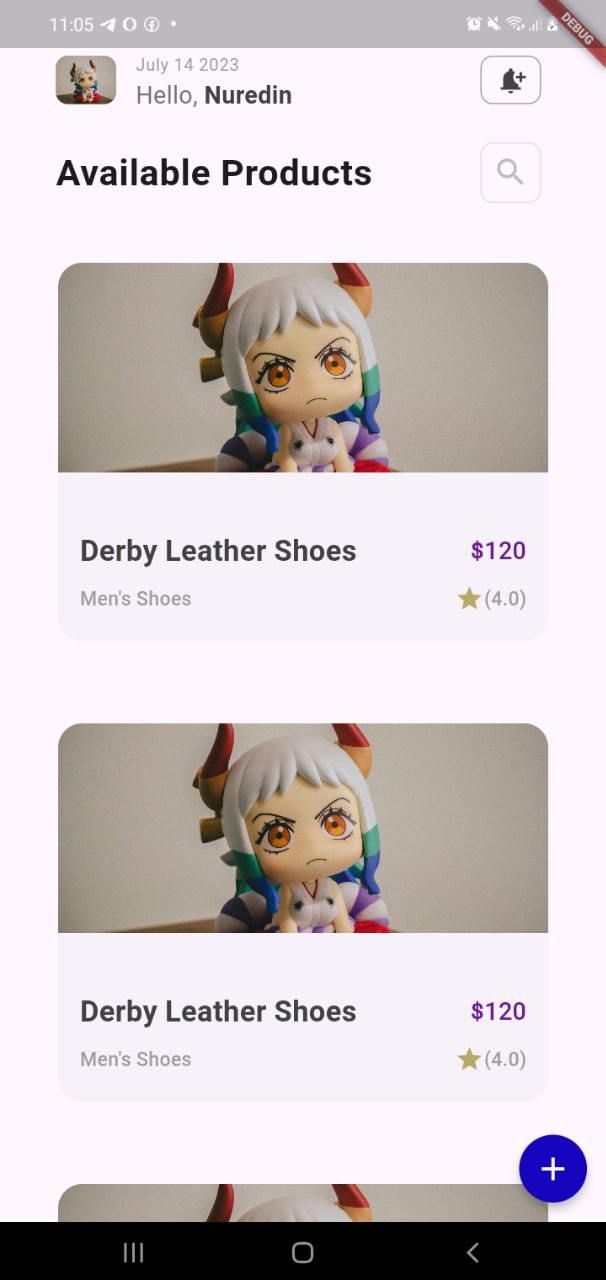 11:05
DEBUG
July 14 2023
Hello, Nuredin
Available Products
Derby Leather Shoes $120
Men's Shoes (4.0)
Derby Leather Shoes $120
Men's Shoes (4.0)